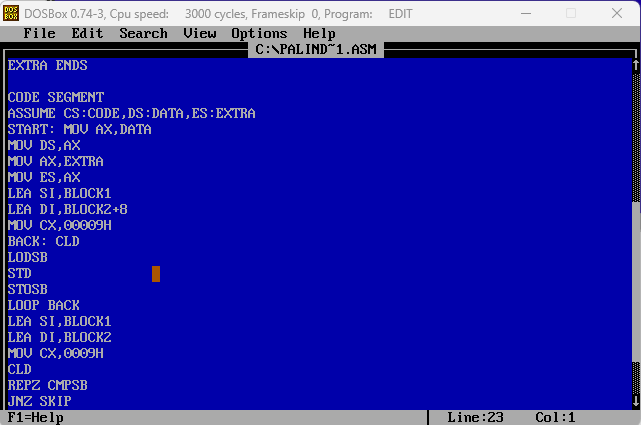 DOSBox 0.74-3, Cpu speed: 3000 cycles, Frameskip 0, Program: EDIT
File Edit Search View Options Help
C:\PALIND~1.ASM
EXTRA ENDS
CODE SEGMENT
ASSUME CS:CODE,DS:DATA,ES:EXTRA
START: MOV AX,DATA
MOV DS,AX
MOV AX,EXTRA
MOV ES,AX
LEA SI,BLOCK1
LEA DI,BLOCK2+8
MOV CX,00009H
BACK: CLD
LODSB
STD
STOSB
LOOP BACK
LEA SI,BLOCK1
LEA DI,BLOCK2
MOV CX,0009H
CLD
REPZ CMPSB
JNZ SKIP
F1=Help Line:23 Col:1